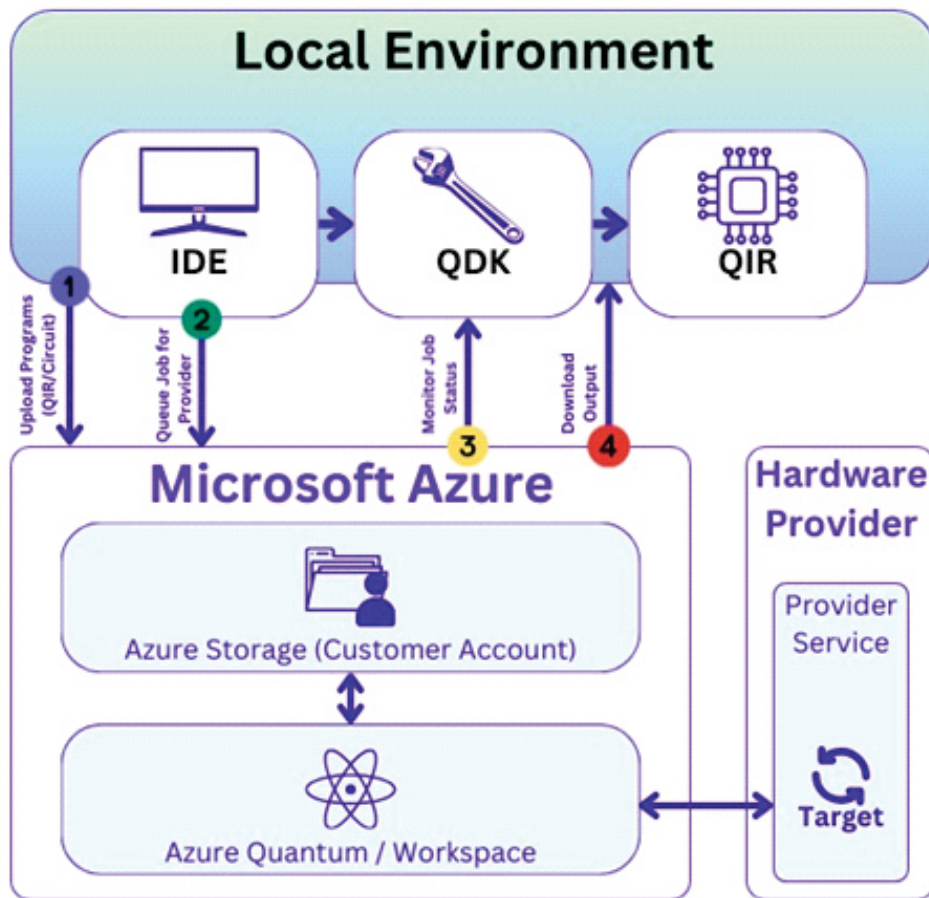 Local Environment
IDE
QDK
QIR
1
Upload Programs
(QIR/Circuit)
2
Queue Job for
Provider
Monitor Job
Status
3
Download
Output
4
Microsoft Azure
Azure Storage (Customer Account)
Azure Quantum / Workspace
Hardware
Provider
Provider
Service
Target